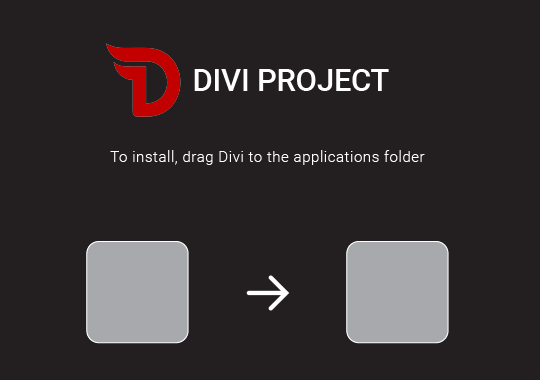 DIVI PROJECT
To install, drag Divi to the applications folder